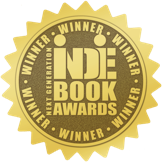 WINNER • WINNER • WINNER • WINNER • WINNER • WINNER •
NEXT GENERATION
INDIE
BOOK
AWARDS